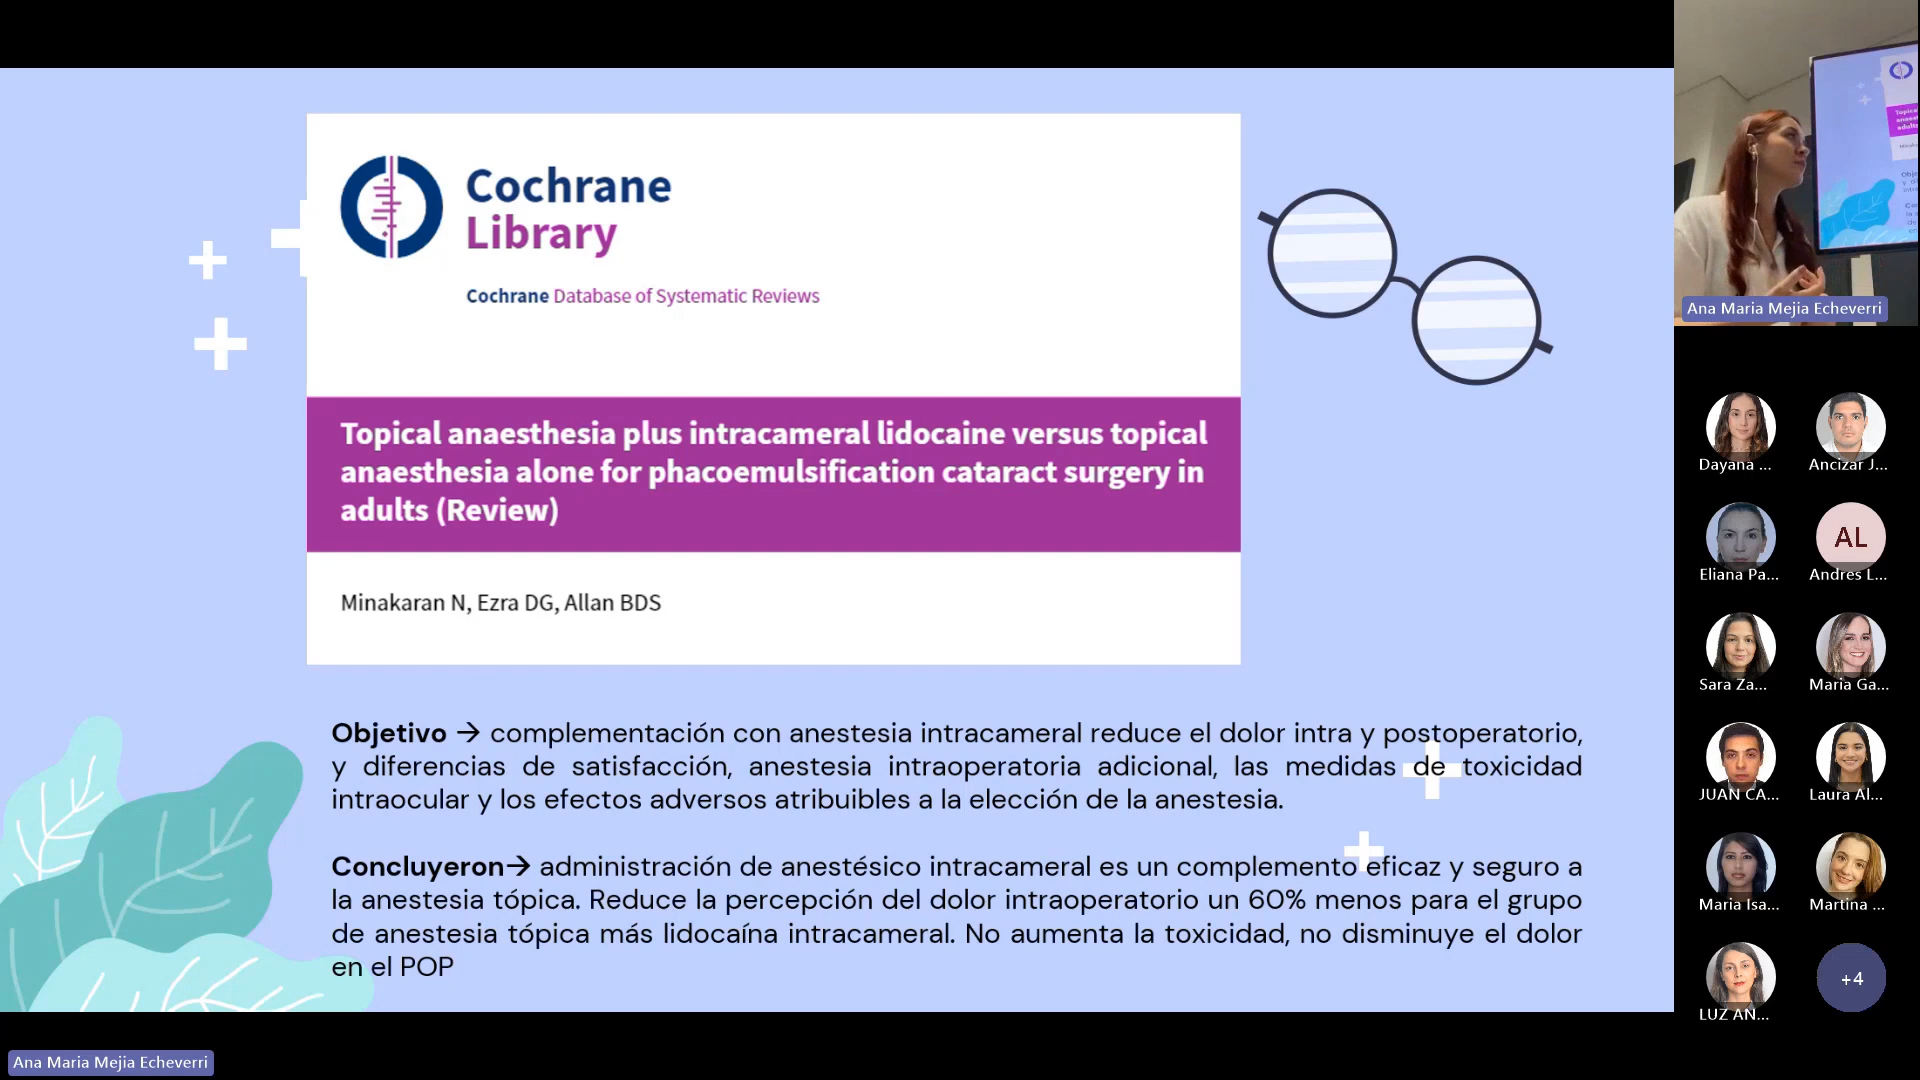 Cochrane
Library
Cochrane Database of Systematic Reviews
Topical anaesthesia plus intracameral lidocaine versus topical
anaesthesia alone for phacoemulsification cataract surgery in
adults (Review)
Minakaran N, Ezra DG, Allan BDS
Objetivo → complementación con anestesia intracameral reduce el dolor intra y postoperatorio,
y diferencias de satisfacción, anestesia intraoperatoria adicional, las medidas de toxicidad
intraocular y los efectos adversos atribuibles a la elección de la anestesia.
Concluyeron→ administración de anestésico intracameral es un complemento eficaz y seguro a
la anestesia tópica. Reduce la percepción del dolor intraoperatorio un 60% menos para el grupo
de anestesia tópica más lidocaína intracameral. No aumenta la toxicidad, no disminuye el dolor
en el POP
Ana Maria Mejia Echeverri
Dayana ...
Ancizar J...
Eliana Pa...
AL
Andres L...
Sara Za...
Maria Ga...
JUAN CA...
Laura Al...
Maria Isa...
Martina ...
LUZ AN...
+4
Ana Maria Mejia Echeverri